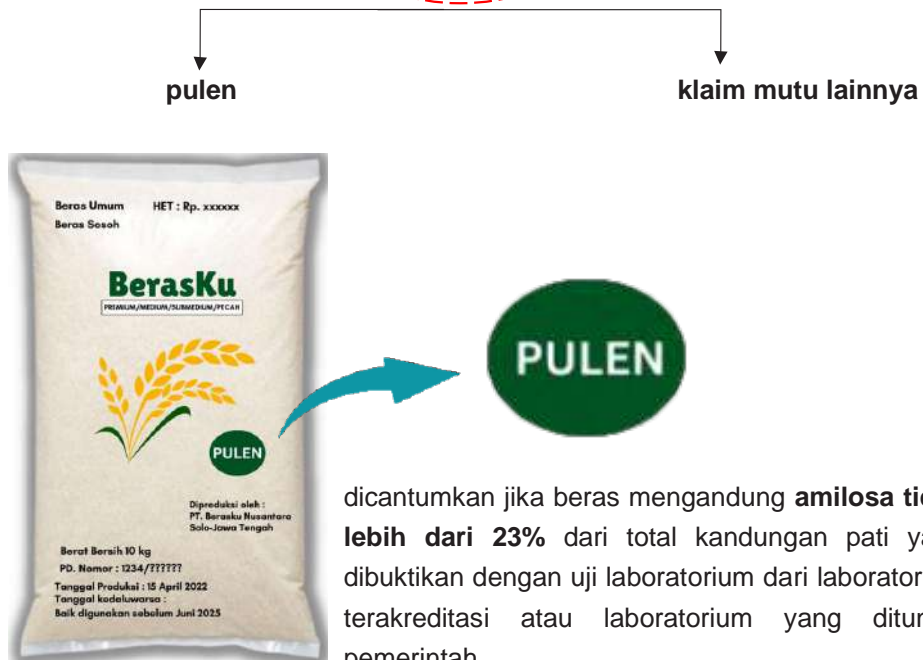 pulen
klaim mutu lainnya
Beras Umum HET : Rp. xxxxxx
Beras Sosoh
BerasKu
PREMIUM/MEDIUM/SUBMEDIUM/PECAH
PULEN
Diproduksi oleh :
PT. Berasku Nusantara
Solo-Jawa Tengah
Berat Bersih 10 kg
PD. Nomor : 1234/??????
Tanggal Produksi : 15 April 2022
Tanggal kedaluwarsa :
Baik digunakan sebelum Juni 2025
PULEN
dicantumkan jika beras mengandung amilosa
lebih dari 23% dari total kandungan pati
dibuktikan dengan uji laboratorium dari
terakreditasi atau laboratorium yang
pemerintah